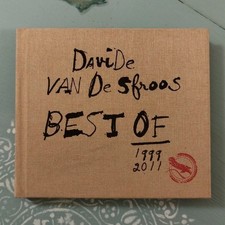 DaviDe
VAN De SfRoos
BEST OF
1999
2011